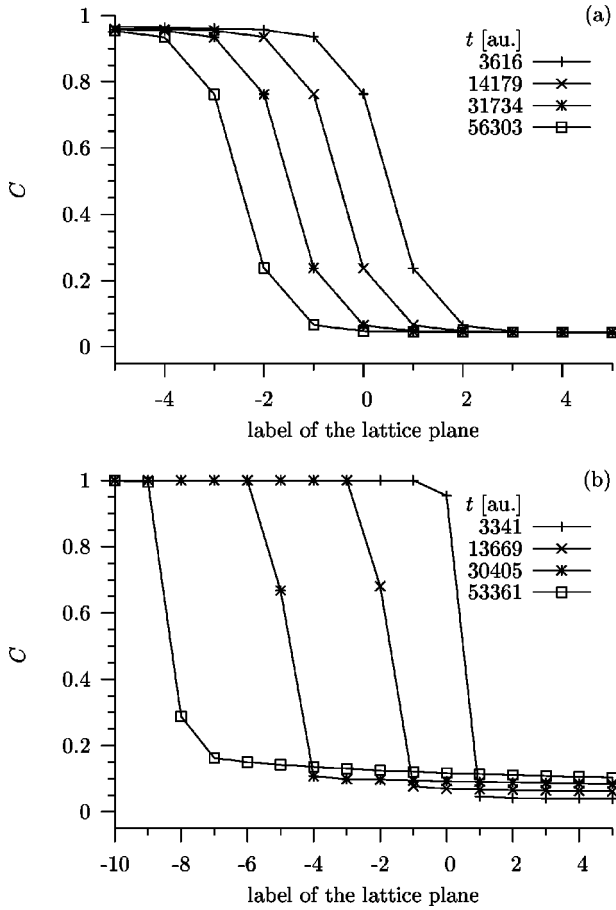 (a)
t [au.]
3616
14179
31734
56303
1
0.8
0.6
0.4
0.2
0
C
-4 -2 0 2 4
label of the lattice plane
(b)
t [au.]
3341
13669
30405
53361
1
0.8
0.6
0.4
0.2
0
C
-10 -8 -6 -4 -2 0 2 4
label of the lattice plane